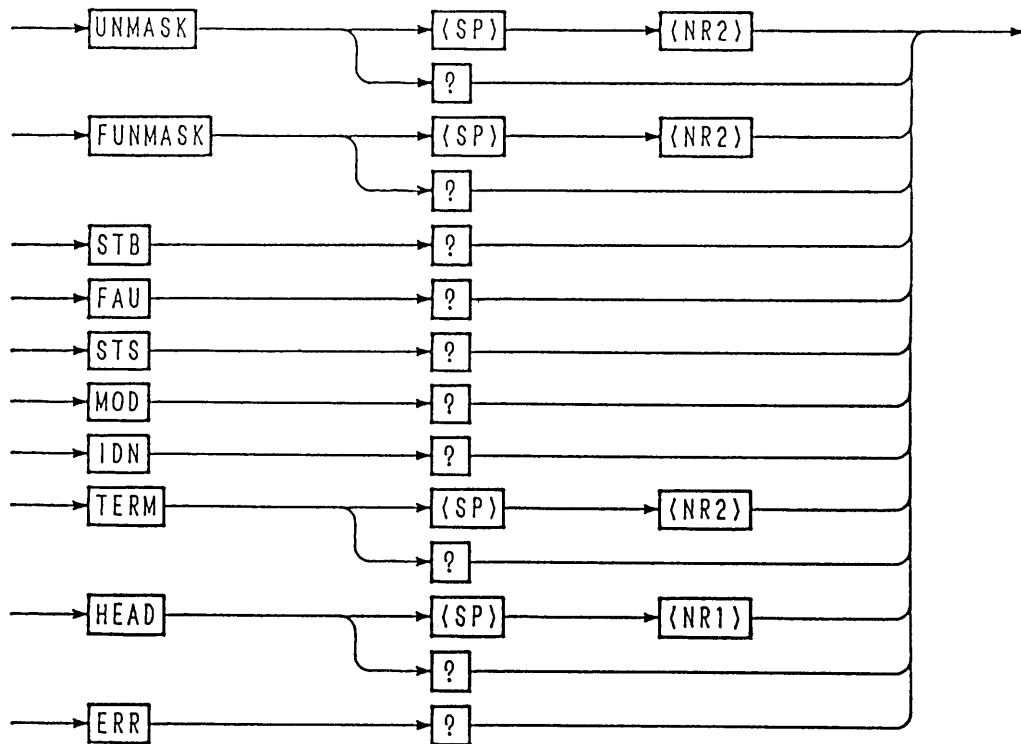 UNMASK ⟨SP⟩ ⟨NR2⟩
?
FUNMASK ⟨SP⟩ ⟨NR2⟩
?
STB ?
FAU ?
STS ?
MOD ?
IDN ?
TERM ⟨SP⟩ ⟨NR2⟩
?
HEAD ⟨SP⟩ ⟨NR1⟩
?
ERR ?